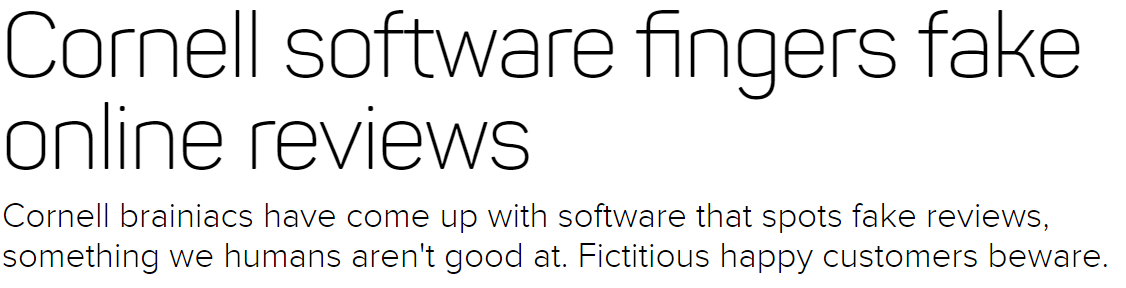 Cornell software fingers fake
online reviews
Cornell brainiacs have come up with software that spots fake reviews,
something we humans aren't good at. Fictitious happy customers beware.